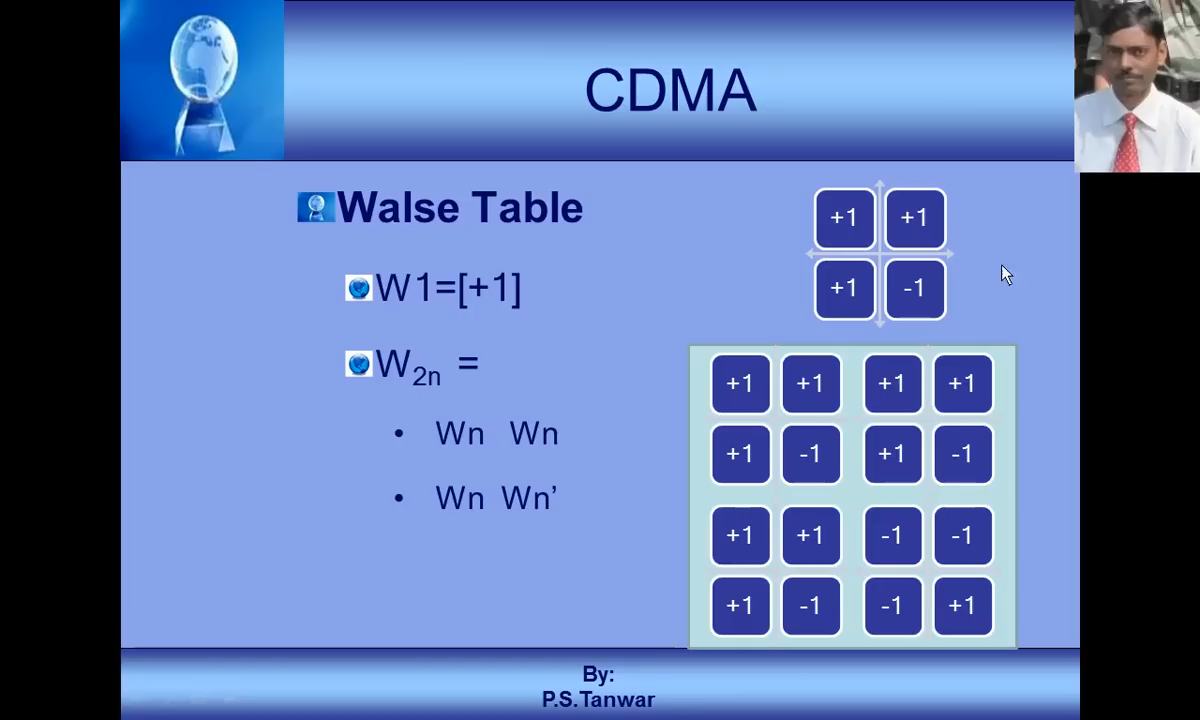 CDMA
Walse Table
W1=[+1]
W2n =
• Wn Wn
• Wn Wn’
+1 +1
+1 -1
+1 +1 +1 +1
+1 -1 +1 -1
+1 +1 -1 -1
+1 -1 -1 +1
By:
P.S.Tanwar